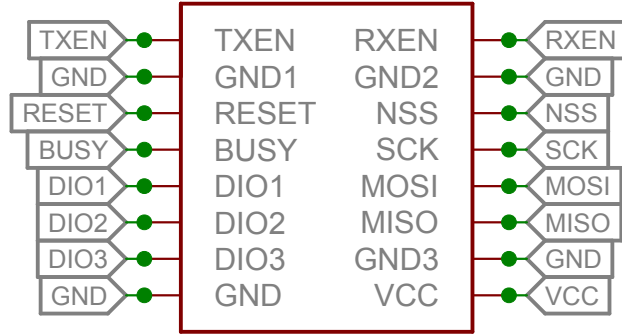 TXEN TXEN RXEN RXEN
GND GND1 GND2 GND
RESET RESET NSS NSS
BUSY BUSY SCK SCK
DIO1 DIO1 MOSI MOSI
DIO2 DIO2 MISO MISO
DIO3 DIO3 GND3 GND
GND GND VCC VCC